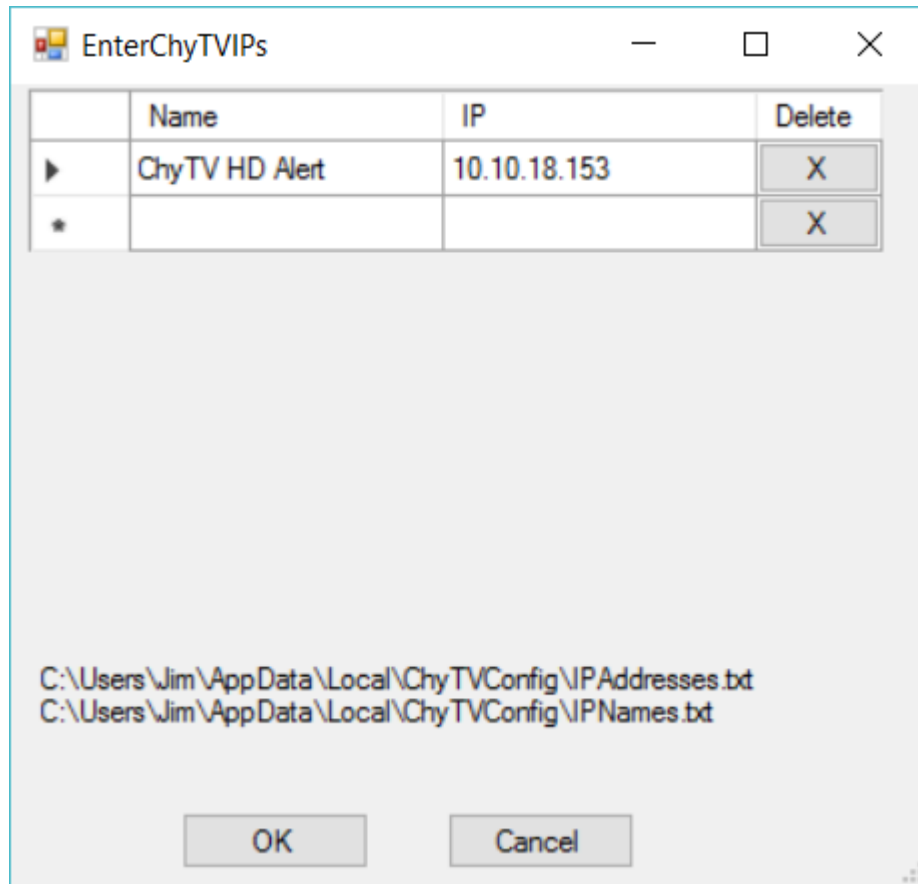 EnterChyTVIPs
Name IP Delete
ChyTV HD Alert 10.10.18.153 X
* X
C:\Users\Jim\AppData\Local\ChyTVConfig\IPAddresses.txt
C:\Users\Jim\AppData\Local\ChyTVConfig\IPNames.txt
OK Cancel